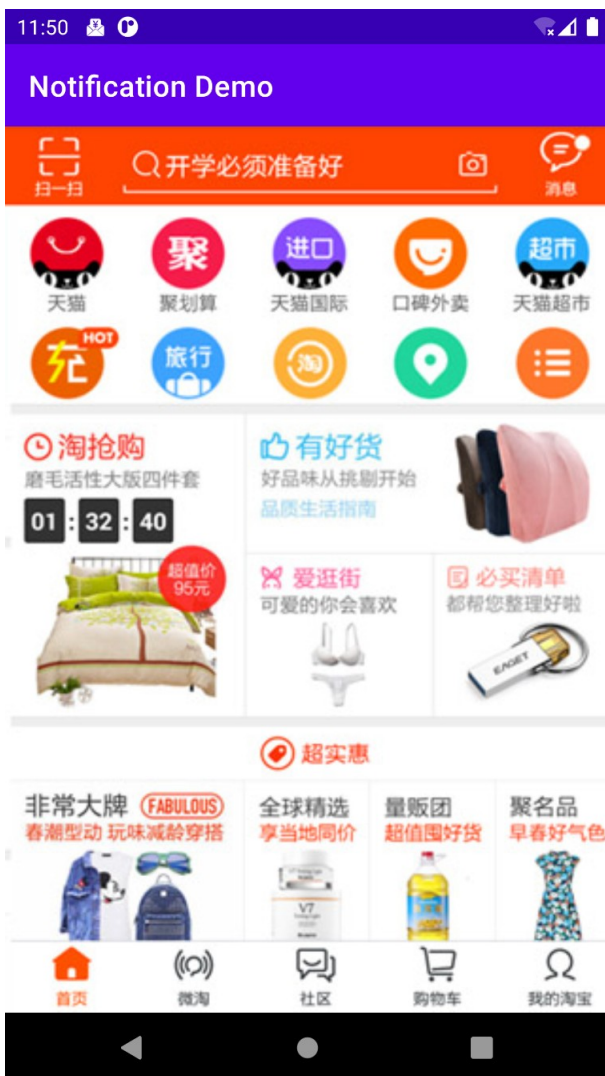 11:50
Notification Demo
扫一扫
开学必须准备好
消息
聚
进口
超市
天猫
聚划算
天猫国际
口碑外卖
天猫超市
充
HOT
旅行
淘
淘抢购
磨毛活性大版四件套
01 : 32 : 40
超值价
95元
有好货
好品味从挑剔开始
品质生活指南
爱逛街
可爱的你会喜欢
必买清单
都帮您整理好啦
EAGET
超实惠
非常大牌 FABULOUS
春潮型动 玩味减龄穿搭
全球精选
享当地同价
V7
量贩团
超值囤好货
聚名品
早春好气色
首页
微淘
社区
购物车
我的淘宝